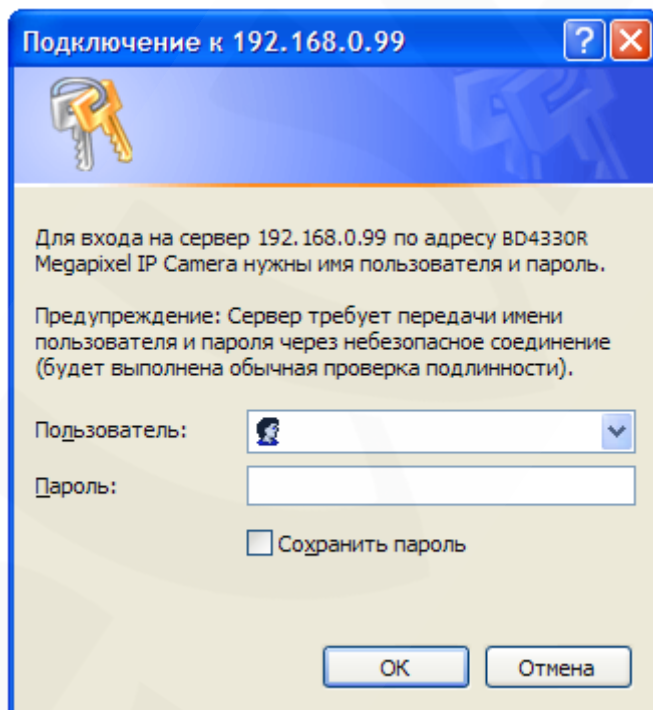 Подключение к 192.168.0.99
Для входа на сервер 192.168.0.99 по адресу BD4330R
Megapixel IP Camera нужны имя пользователя и пароль.
Предупреждение: Сервер требует передачи имени
пользователя и пароля через небезопасное соединение
(будет выполнена обычная проверка подлинности).
Пользователь:
Пароль:
Сохранить пароль
ОК
Отмена